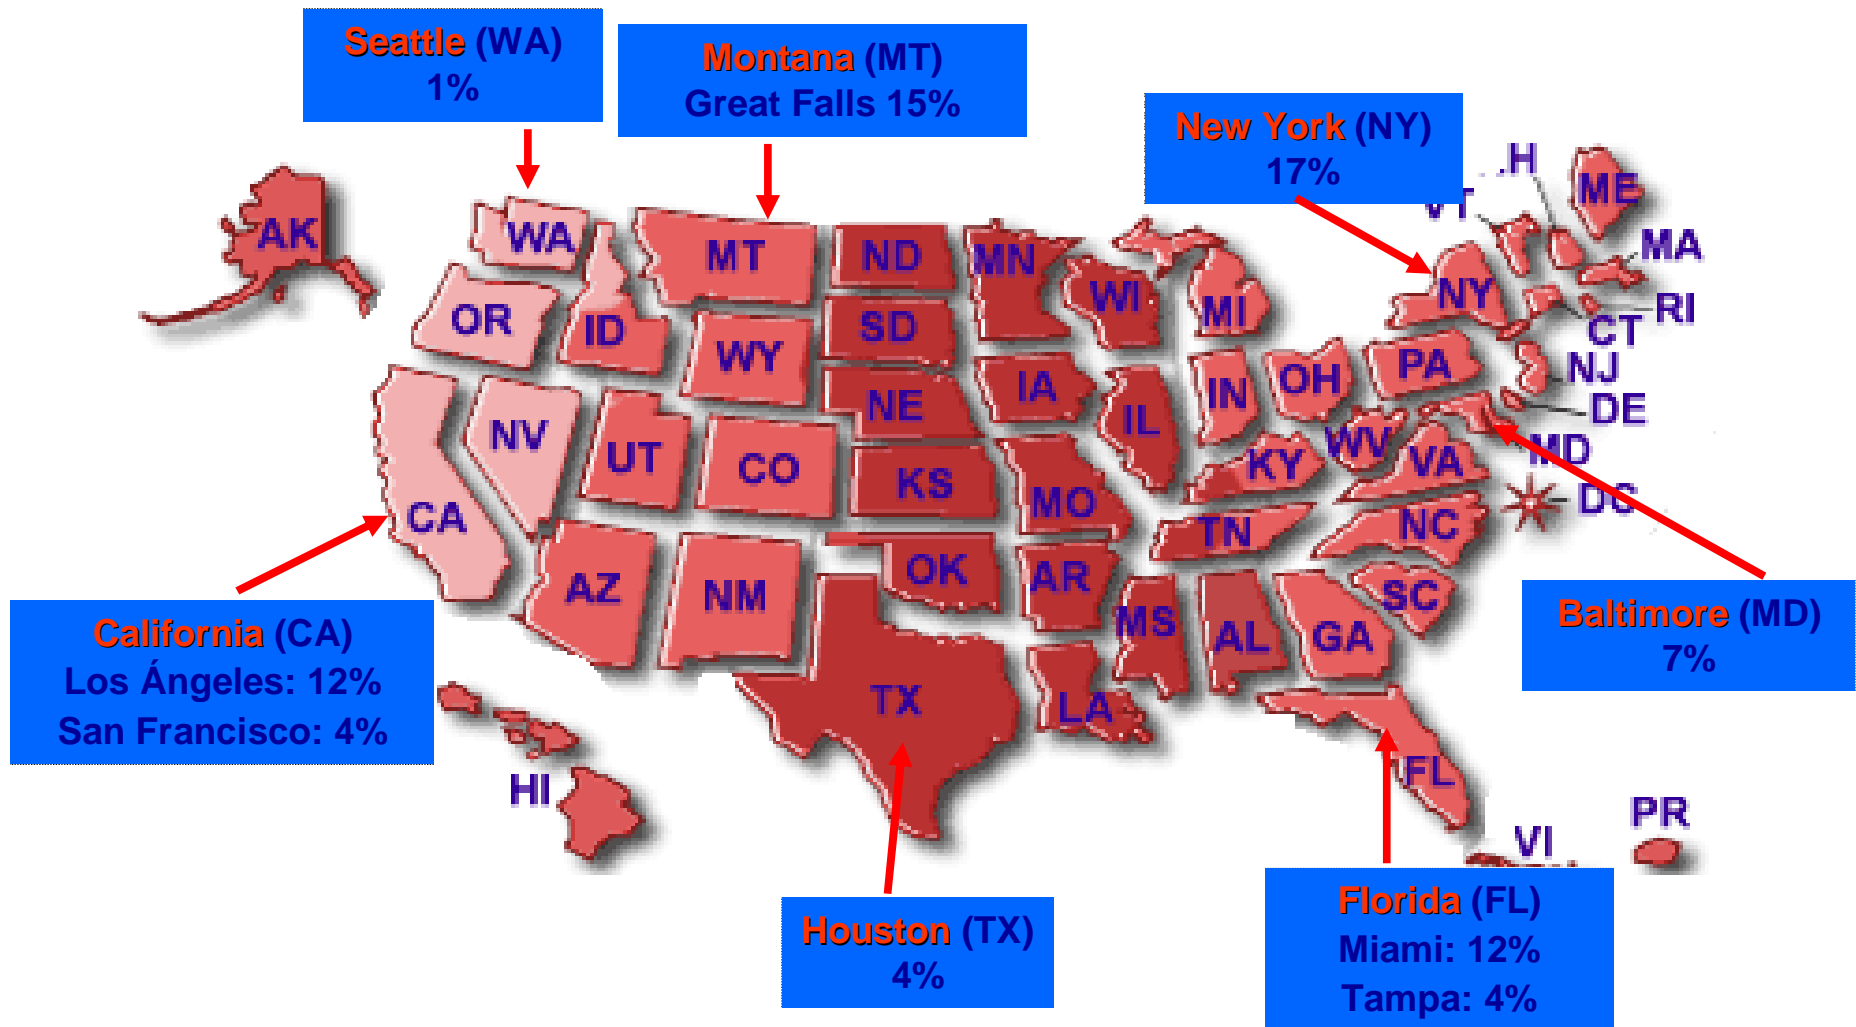 Seattle (WA)
1%
Montana (MT)
Great Falls 15%
New York (NY)
17%
H
VT
ME
MA
AK
WA
MT
ND
MN
WI
MI
NY
RI
CT
OR
ID
WY
SD
IA
IN
OH
PA
NJ
DE
NE
IL
WV
MD
NV
UT
CO
KS
MO
KY
VA
DC
CA
TN
NC
AZ
NM
OK
AR
MS
AL
GA
SC
California (CA)
Los Ángeles: 12%
San Francisco: 4%
Baltimore (MD)
7%
TX
LA
FL
HI
VI
PR
Houston (TX)
4%
Florida (FL)
Miami: 12%
Tampa: 4%